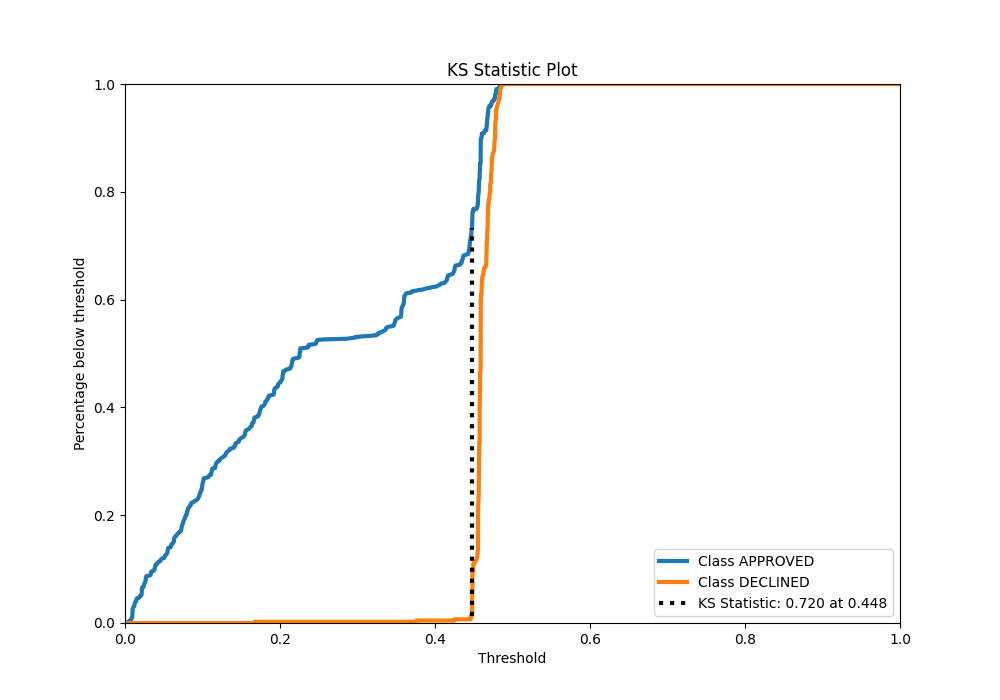 KS Statistic Plot
1.0
0.8
0.6
0.4
0.2
0.0
Percentage below threshold
0.0 0.2 0.4 0.6 0.8 1.0
Threshold
Class APPROVED
Class DECLINED
KS Statistic: 0.720 at 0.448